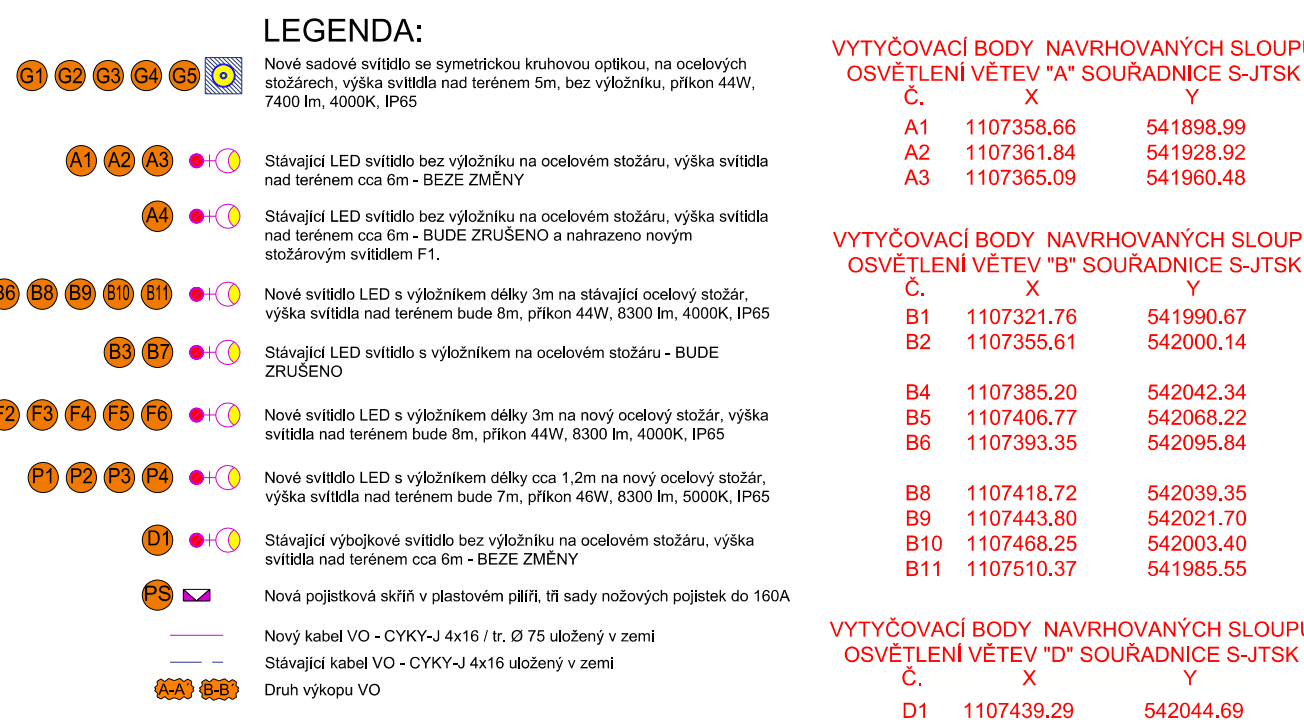 LEGENDA:
G1 G2 G3 G4 G5
Nové sadové svítidlo se symetrickou kruhovou optikou, na ocelových
stožárech, výška svítidla nad terénem 5m, bez výložníku, příkon 44W,
7400 lm, 4000K, IP65
A1 A2 A3
Stávající LED svítidlo bez výložníku na ocelovém stožáru, výška svítidla
nad terénem cca 6m - BEZE ZMĚNY
A4
Stávající LED svítidlo bez výložníku na ocelovém stožáru, výška svítidla
nad terénem cca 6m - BUDE ZRUŠENO a nahrazeno novým
stožárovým svítidlem F1.
B6 B8 B9 B10 B11
Nové svítidlo LED s výložníkem délky 3m na stávající ocelový stožár,
výška svítidla nad terénem bude 8m, příkon 44W, 8300 lm, 4000K, IP65
B3 B7
Stávající LED svítidlo s výložníkem na ocelovém stožáru - BUDE
ZRUŠENO
F2 F3 F4 F5 F6
Nové svítidlo LED s výložníkem délky 3m na nový ocelový stožár, výška
svítidla nad terénem bude 8m, příkon 44W, 8300 lm, 4000K, IP65
P1 P2 P3 P4
Nové svítidlo LED s výložníkem délky cca 1,2m na nový ocelový stožár,
výška svítidla nad terénem bude 7m, příkon 46W, 8300 lm, 5000K, IP65
D1
Stávající výbojkové svítidlo bez výložníku na ocelovém stožáru, výška
svítidla nad terénem cca 6m - BEZE ZMĚNY
PS
Nová pojistková skříň v plastovém pilíři, tři sady nožových pojistek do 160A
Nový kabel VO - CYKY-J 4x16 / tr. Ø 75 uložený v zemi
Stávající kabel VO - CYKY-J 4x16 uložený v zemi
A-A´ B-B´
Druh výkopu VO
VYTYČOVACÍ BODY NAVRHOVANÝCH SLOUPU
OSVĚTLENÍ VĚTEV "A" SOUŘADNICE S-JTSK
Č. X Y
A1 1107358.66 541898.99
A2 1107361.84 541928.92
A3 1107365.09 541960.48
VYTYČOVACÍ BODY NAVRHOVANÝCH SLOUP
OSVĚTLENÍ VĚTEV "B" SOUŘADNICE S-JTSK
Č. X Y
B1 1107321.76 541990.67
B2 1107355.61 542000.14
B4 1107385.20 542042.34
B5 1107406.77 542068.22
B6 1107393.35 542095.84
B8 1107418.72 542039.35
B9 1107443.80 542021.70
B10 1107468.25 542003.40
B11 1107510.37 541985.55
VYTYČOVACÍ BODY NAVRHOVANÝCH SLOUPU
OSVĚTLENÍ VĚTEV "D" SOUŘADNICE S-JTSK
Č. X Y
D1 1107439.29 542044.69